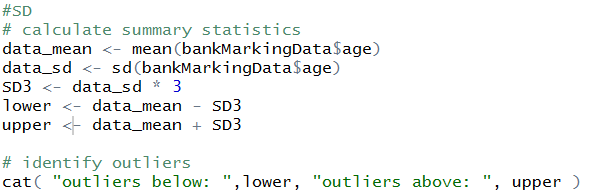 #SD
# calculate summary statistics
data_mean <- mean(bankMarkingData$age)
data_sd <- sd(bankMarkingData$age)
SD3 <- data_sd * 3
lower <- data_mean - SD3
upper <- data_mean + SD3
# identify outliers
cat( "outliers below: ",lower, "outliers above: ", upper )